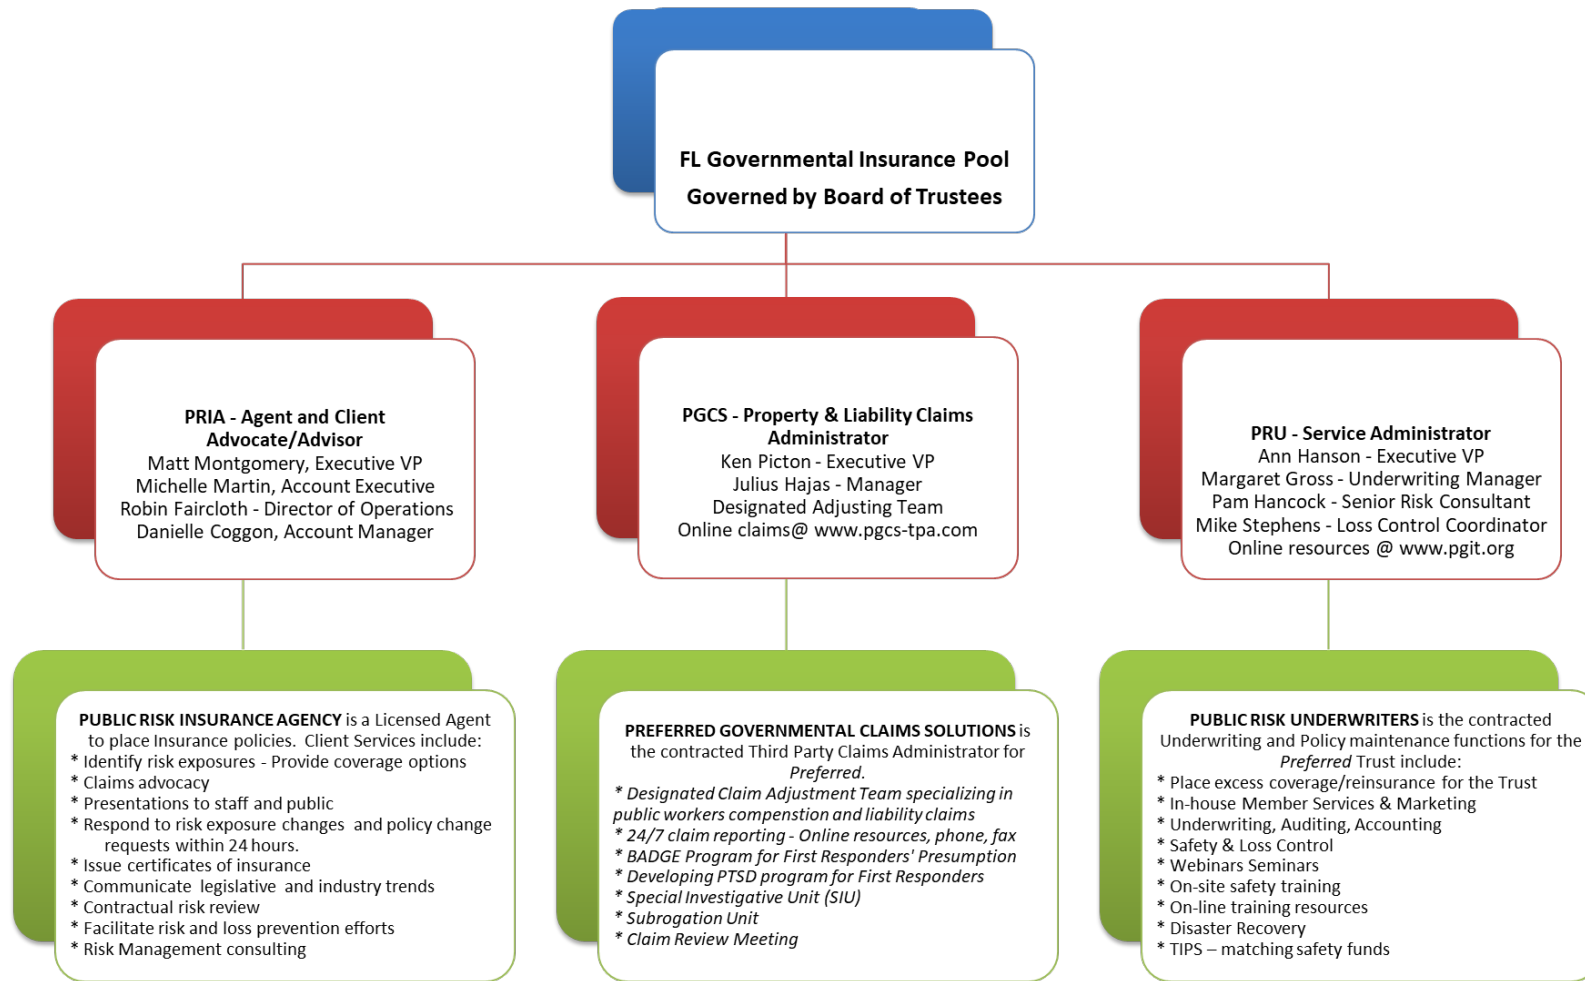 FL Governmental Insurance Pool
Governed by Board of Trustees
PRIA - Agent and Client
Advocate/Advisor
Matt Montgomery, Executive VP
Michelle Martin, Account Executive
Robin Faircloth - Director of Operations
Danielle Coggon, Account Manager
PGCS - Property & Liability Claims
Administrator
Ken Picton - Executive VP
Julius Hajas - Manager
Designated Adjusting Team
Online claims@ www.pgcs-tpa.com
PRU - Service Administrator
Ann Hanson - Executive VP
Margaret Gross - Underwriting Manager
Pam Hancock - Senior Risk Consultant
Mike Stephens - Loss Control Coordinator
Online resources @ www.pgit.org
PUBLIC RISK INSURANCE AGENCY is a Licensed Agent
to place Insurance policies.  Client Services include:
* Identify risk exposures - Provide coverage options
* Claims advocacy
* Presentations to staff and public
* Respond to risk exposure changes  and policy change
requests within 24 hours.
* Issue certificates of insurance
* Communicate  legislative  and industry trends
* Contractual risk review
* Facilitate risk and loss prevention efforts
* Risk Management consulting
PREFERRED GOVERNMENTAL CLAIMS SOLUTIONS is
the contracted Third Party Claims Administrator for
Preferred.
* Designated Claim Adjustment Team specializing in
public workers compenstion and liability claims
* 24/7 claim reporting - Online resources, phone, fax
* BADGE Program for First Responders' Presumption
* Developing PTSD program for First Responders
* Special Investigative Unit (SIU)
* Subrogation Unit
* Claim Review Meeting
PUBLIC RISK UNDERWRITERS is the contracted
Underwriting and Policy maintenance functions for the
Preferred Trust include:
* Place excess coverage/reinsurance for the Trust
* In-house Member Services & Marketing
* Underwriting, Auditing, Accounting
* Safety & Loss Control
* Webinars Seminars
* On-site safety training
* On-line training resources
* Disaster Recovery
* TIPS – matching safety funds